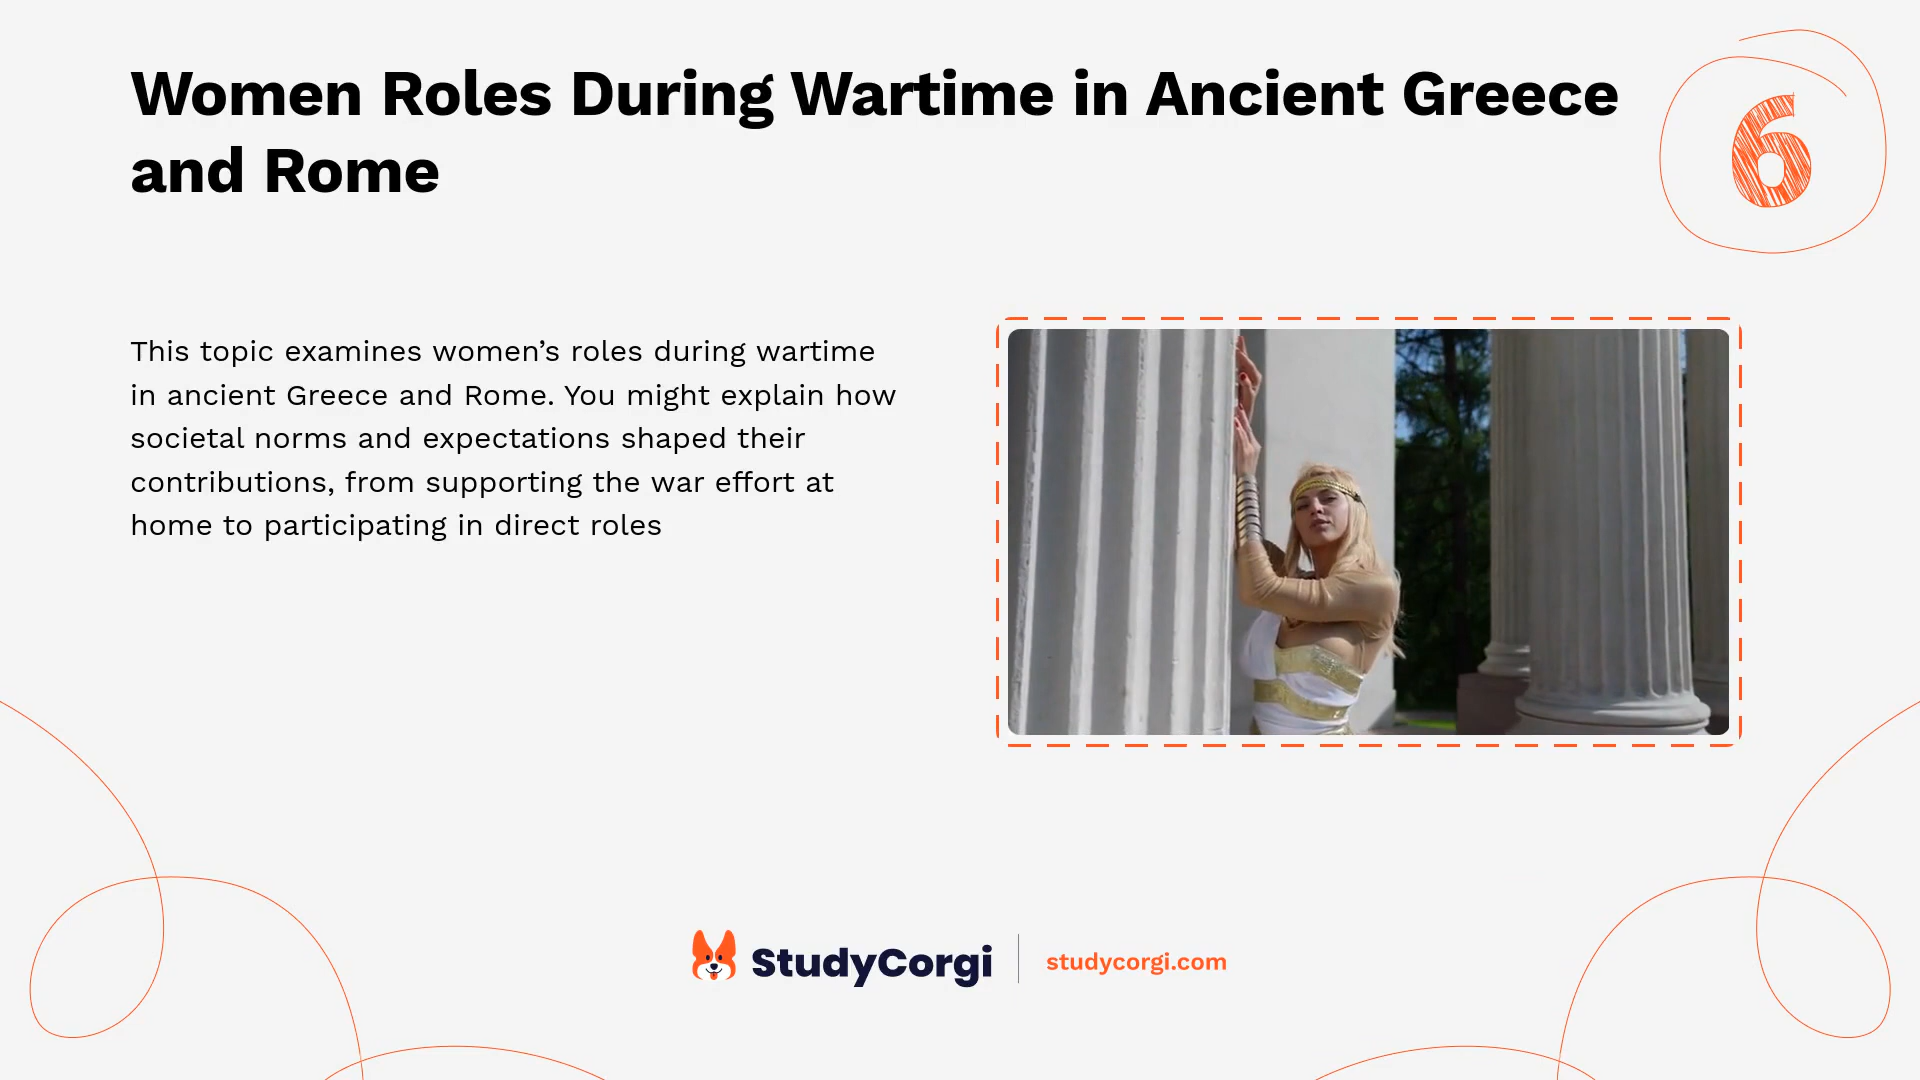 Women Roles During Wartime in Ancient Greece
and Rome
6
This topic examines women’s roles during wartime
in ancient Greece and Rome. You might explain how
societal norms and expectations shaped their
contributions, from supporting the war effort at
home to participating in direct roles
StudyCorgi
studycorgi.com